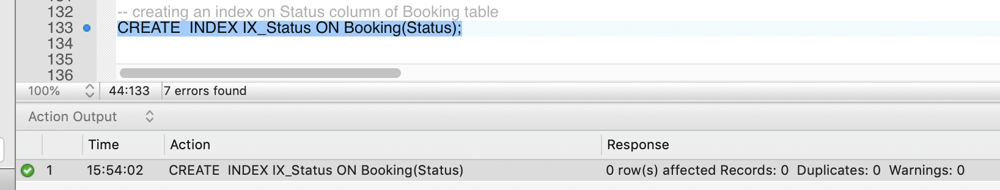 132 -- creating an index on Status column of Booking table
133 CREATE  INDEX IX_Status ON Booking(Status);
134
135
136
100% 44:133 7 errors found
Action Output
Time Action Response
1 15:54:02 CREATE  INDEX IX_Status ON Booking(Status) 0 row(s) affected Records: 0  Duplicates: 0  Warnings: 0